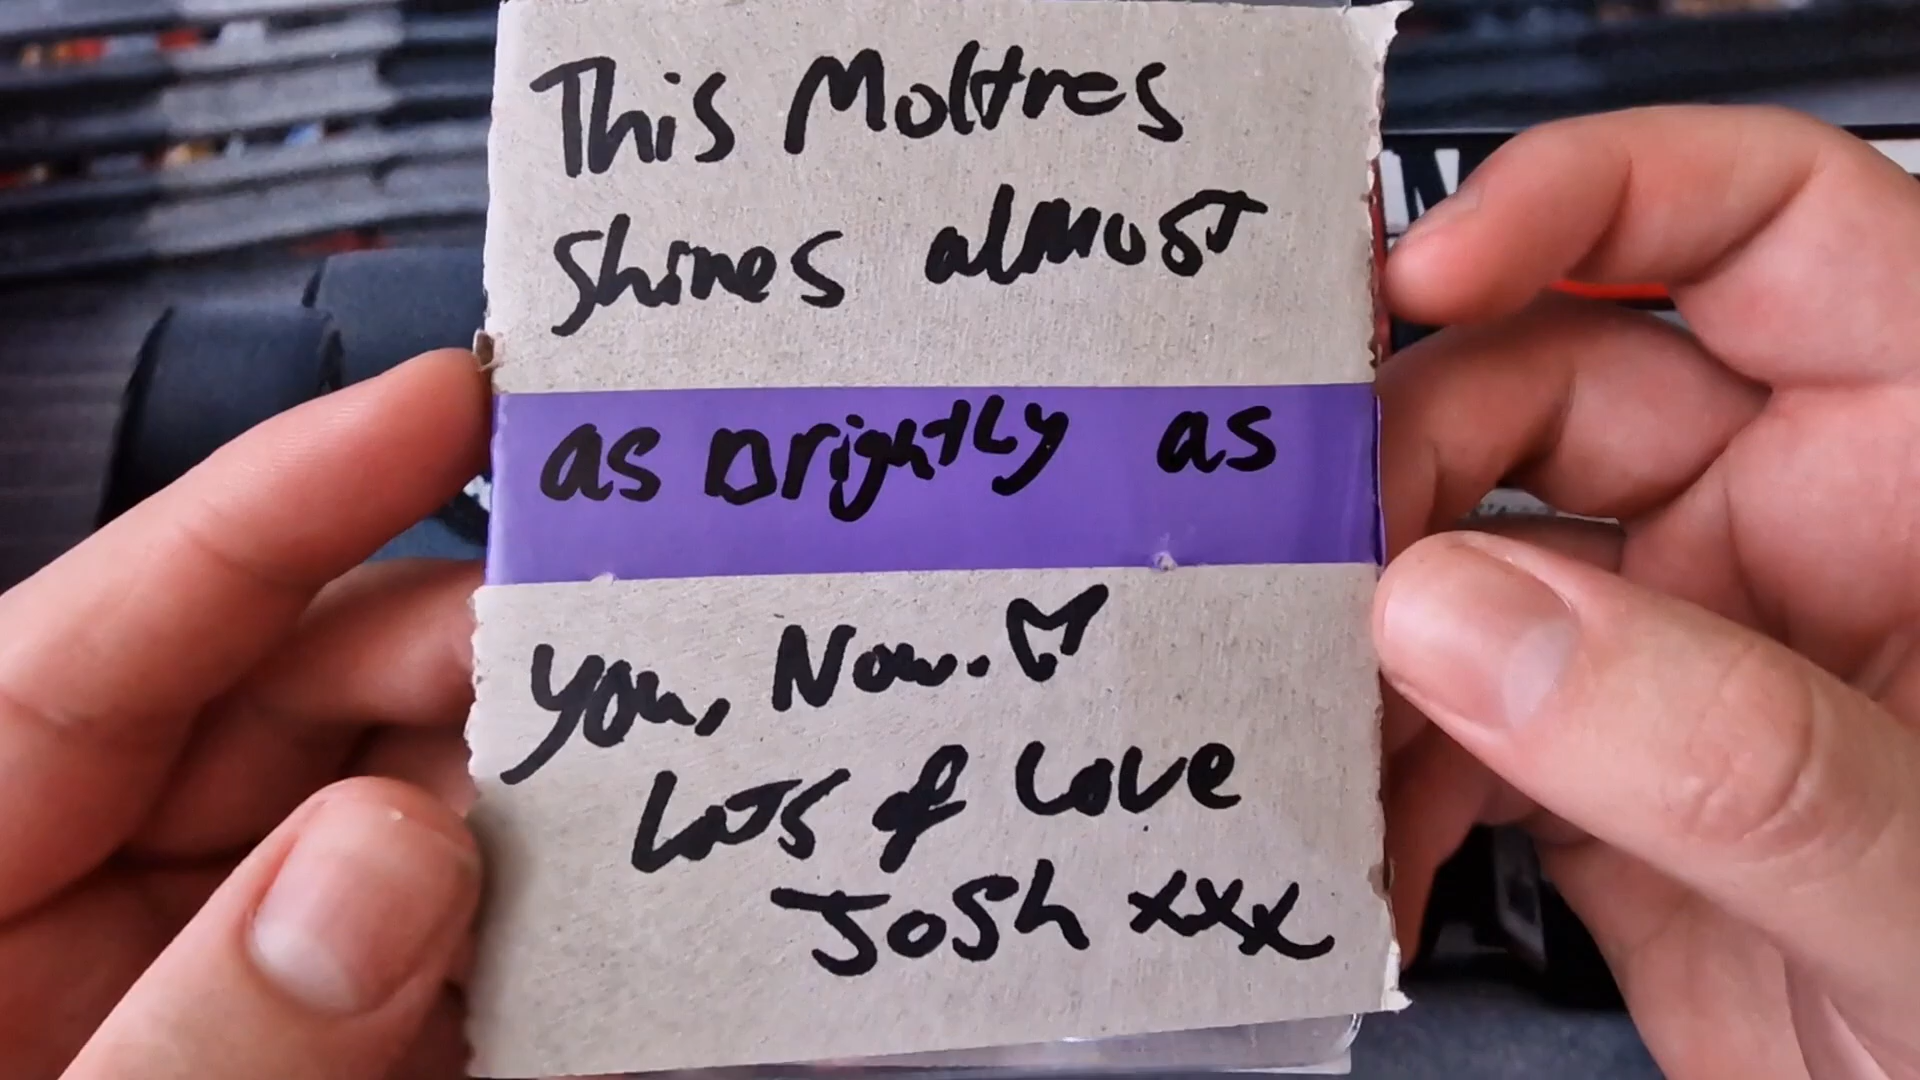 This Moltres
shines almost
as brightly as
you, Now. ♡
Lots of love
Josh xxx